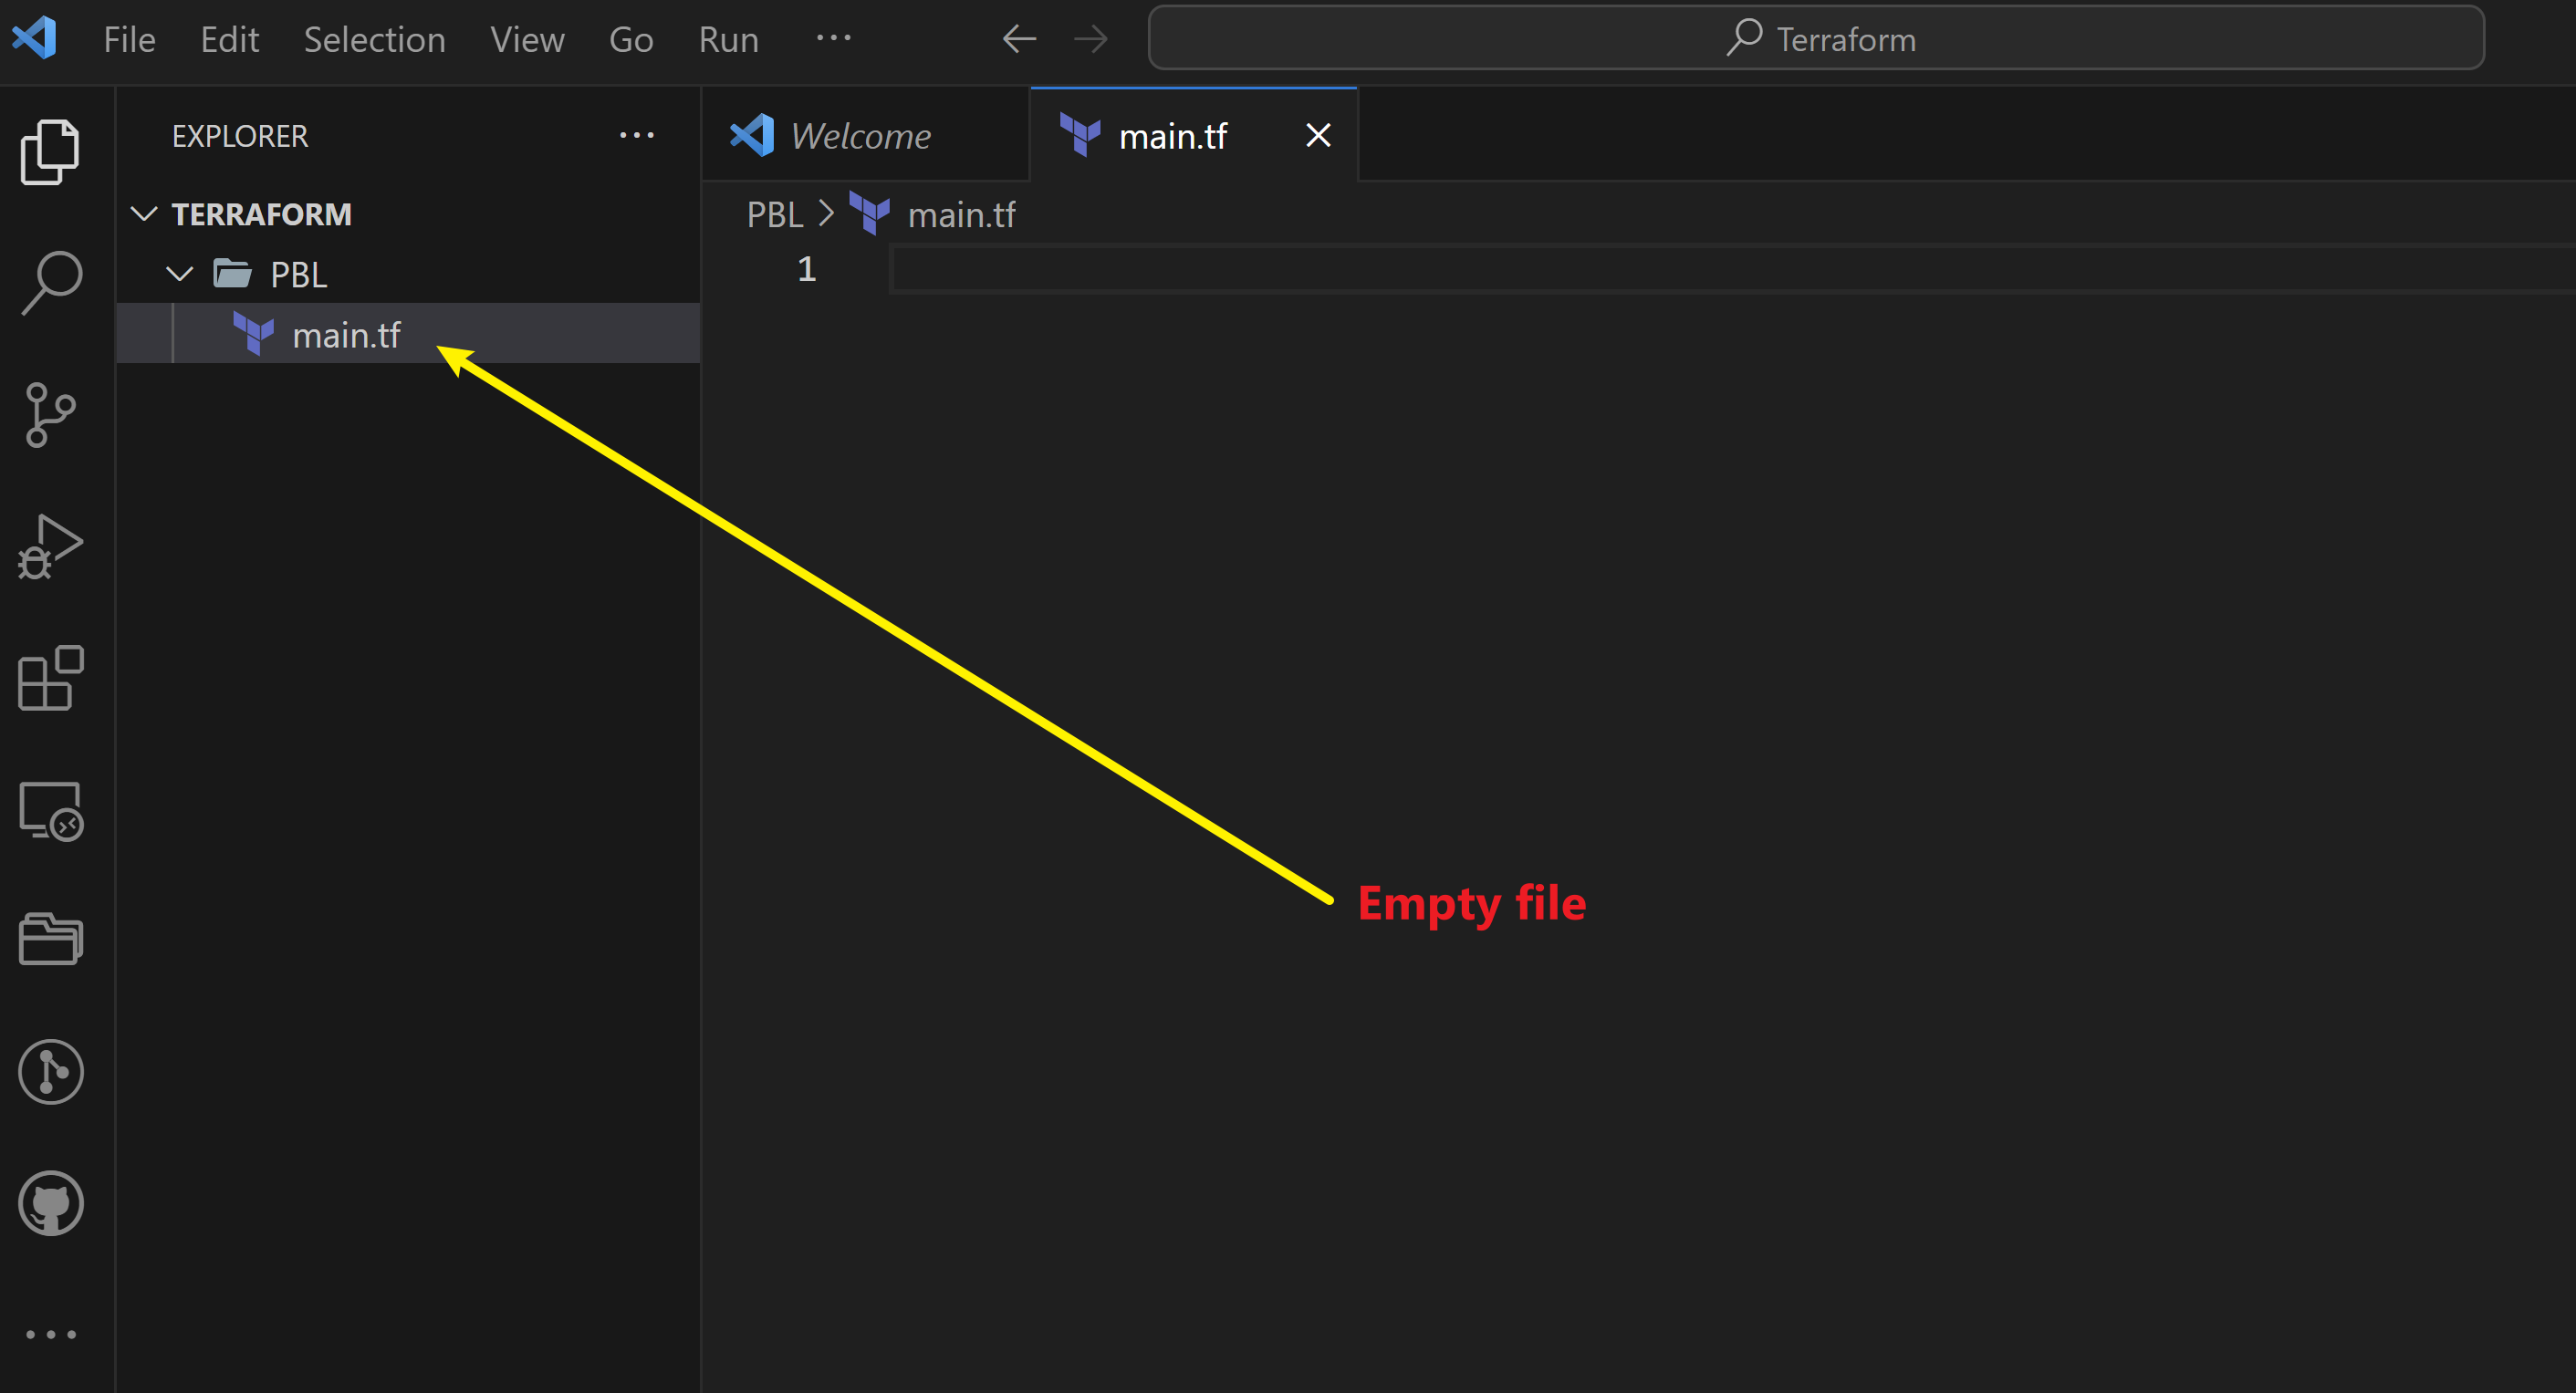 File Edit Selection View Go Run ···
Terraform
EXPLORER ···
Welcome
main.tf
TERRAFORM
PBL
main.tf
PBL > main.tf
1
Empty file